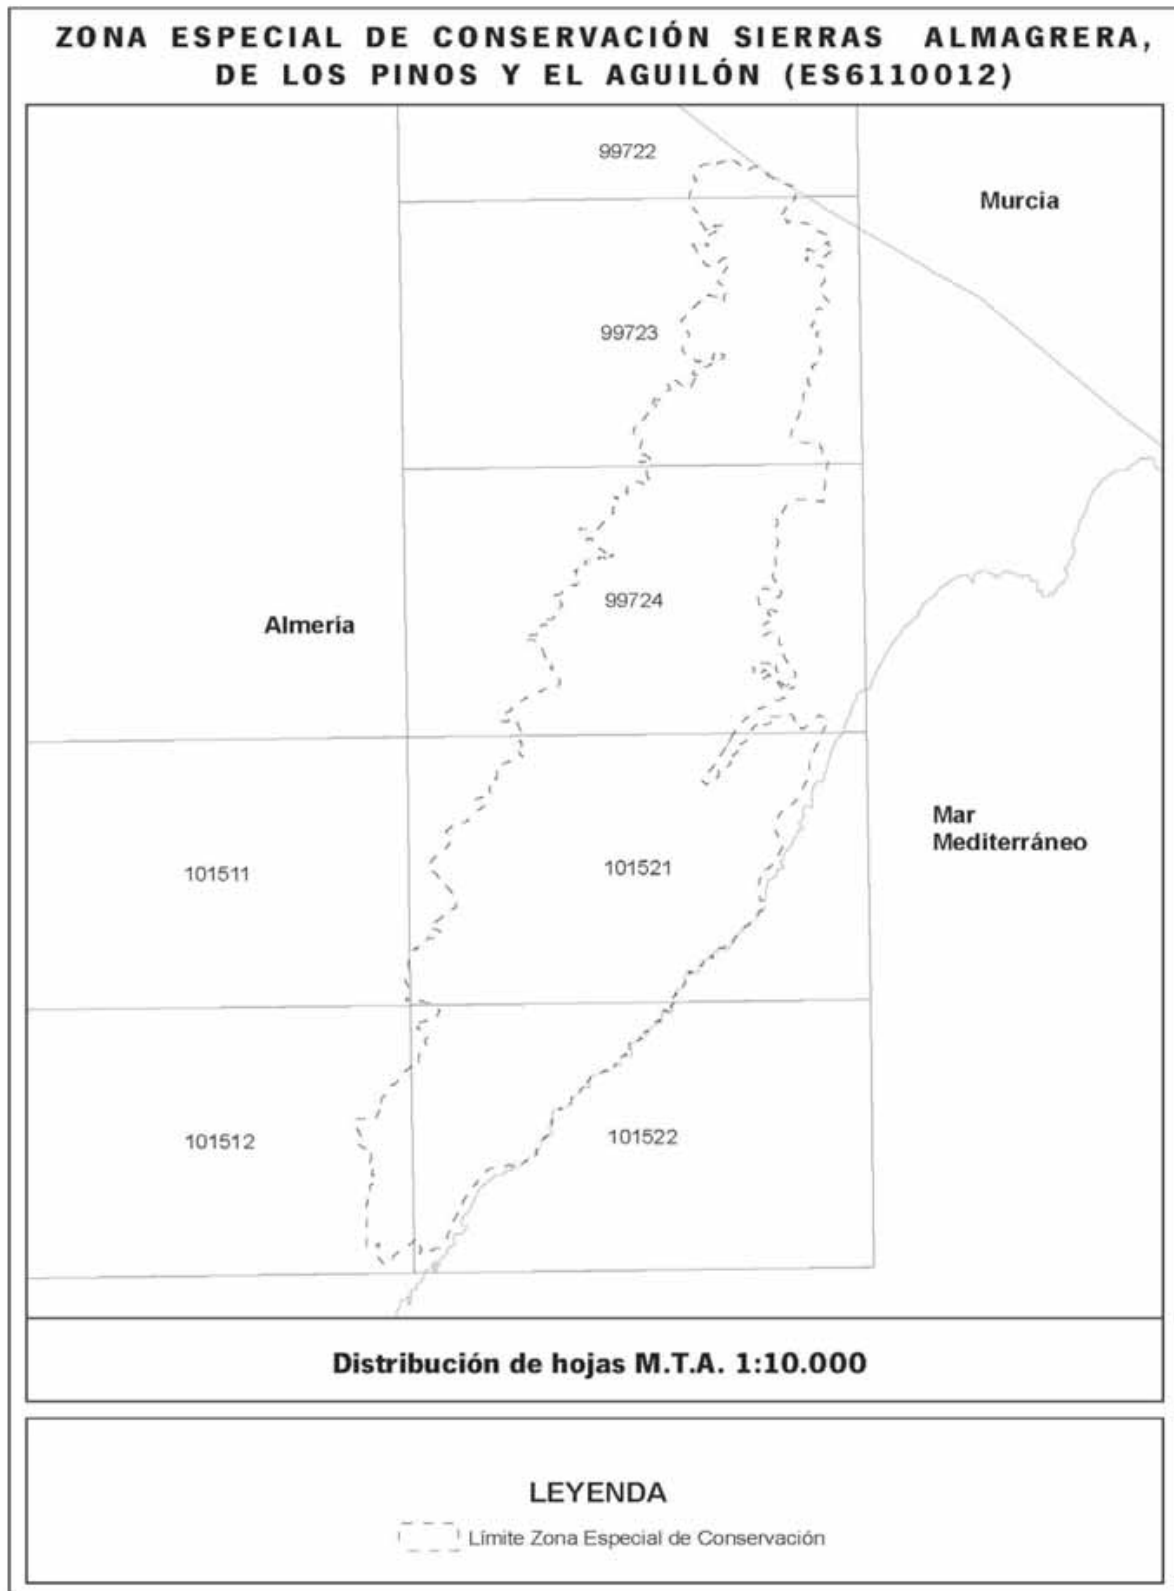 ZONA ESPECIAL DE CONSERVACIÓN SIERRAS ALMAGRERA,
DE LOS PINOS Y EL AGUILÓN (ES6110012)
99722
Murcia
99723
99724
Almería
Mar
Mediterráneo
101511
101521
101512
101522
Distribución de hojas M.T.A. 1:10.000
LEYENDA
Límite Zona Especial de Conservación